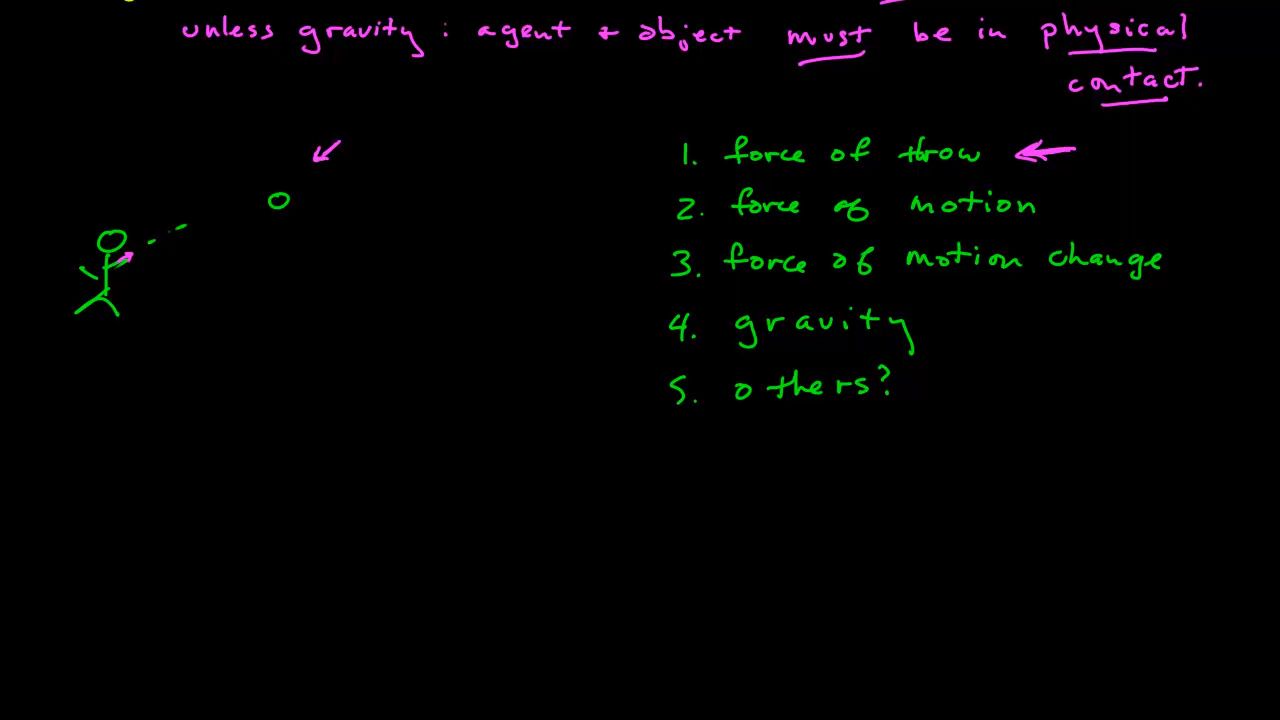 unless gravity: agent + object must be in physical
contact.
1. force of throw
2. force of motion
3. force of motion change
4. gravity
5. others?